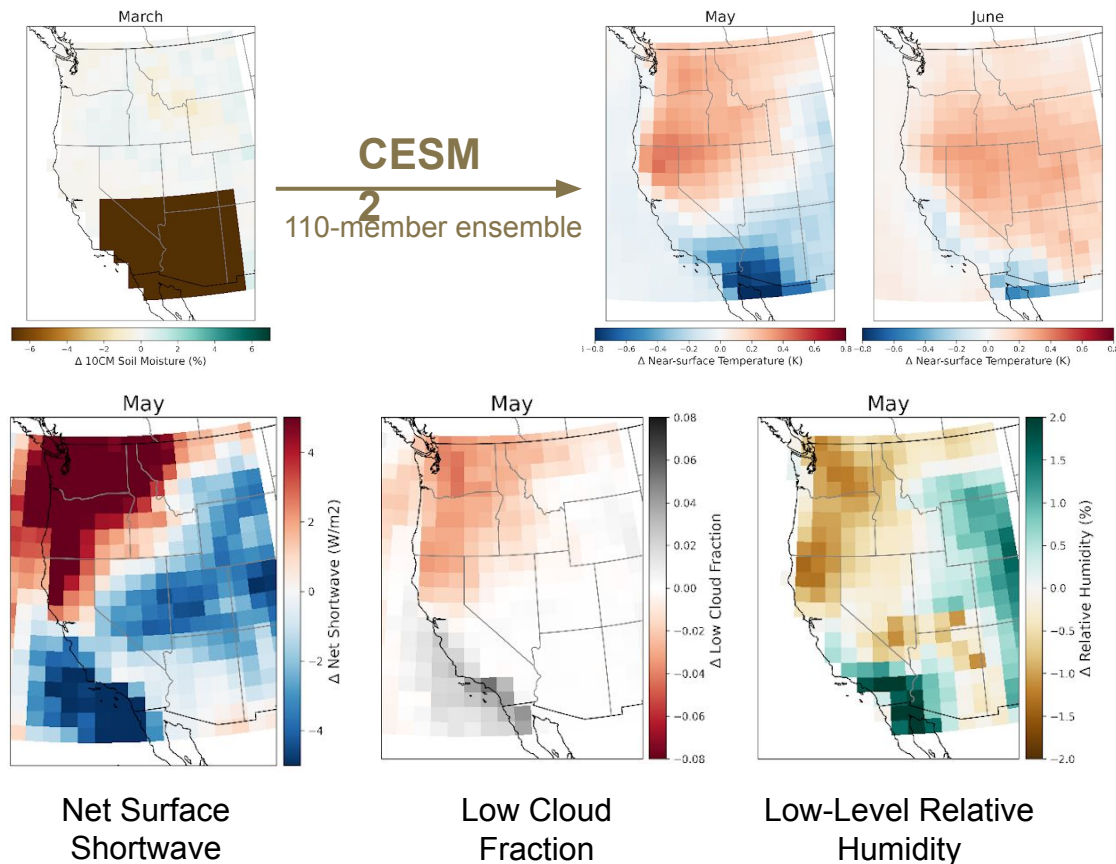 March
May
June
CESM
2
110-member ensemble
−6 −4 −2 0 2 4 6
Δ 10CM Soil Moisture (%)
−0.8 −0.6 −0.4 −0.2 0.0 0.2 0.4 0.6 0.8
Δ Near-surface Temperature (K)
−0.8 −0.6 −0.4 −0.2 0.0 0.2 0.4 0.6 0.8
Δ Near-surface Temperature (K)
May
4
2
0
−2
−4
Δ Net Shortwave (W/m2)
May
0.08
0.06
0.04
0.02
0.00
−0.02
−0.04
−0.06
−0.08
Δ Low Cloud Fraction
May
2.0
1.5
1.0
0.5
0.0
−0.5
−1.0
−1.5
−2.0
Δ Relative Humidity (%)
Net Surface
Shortwave
Low Cloud
Fraction
Low-Level Relative
Humidity